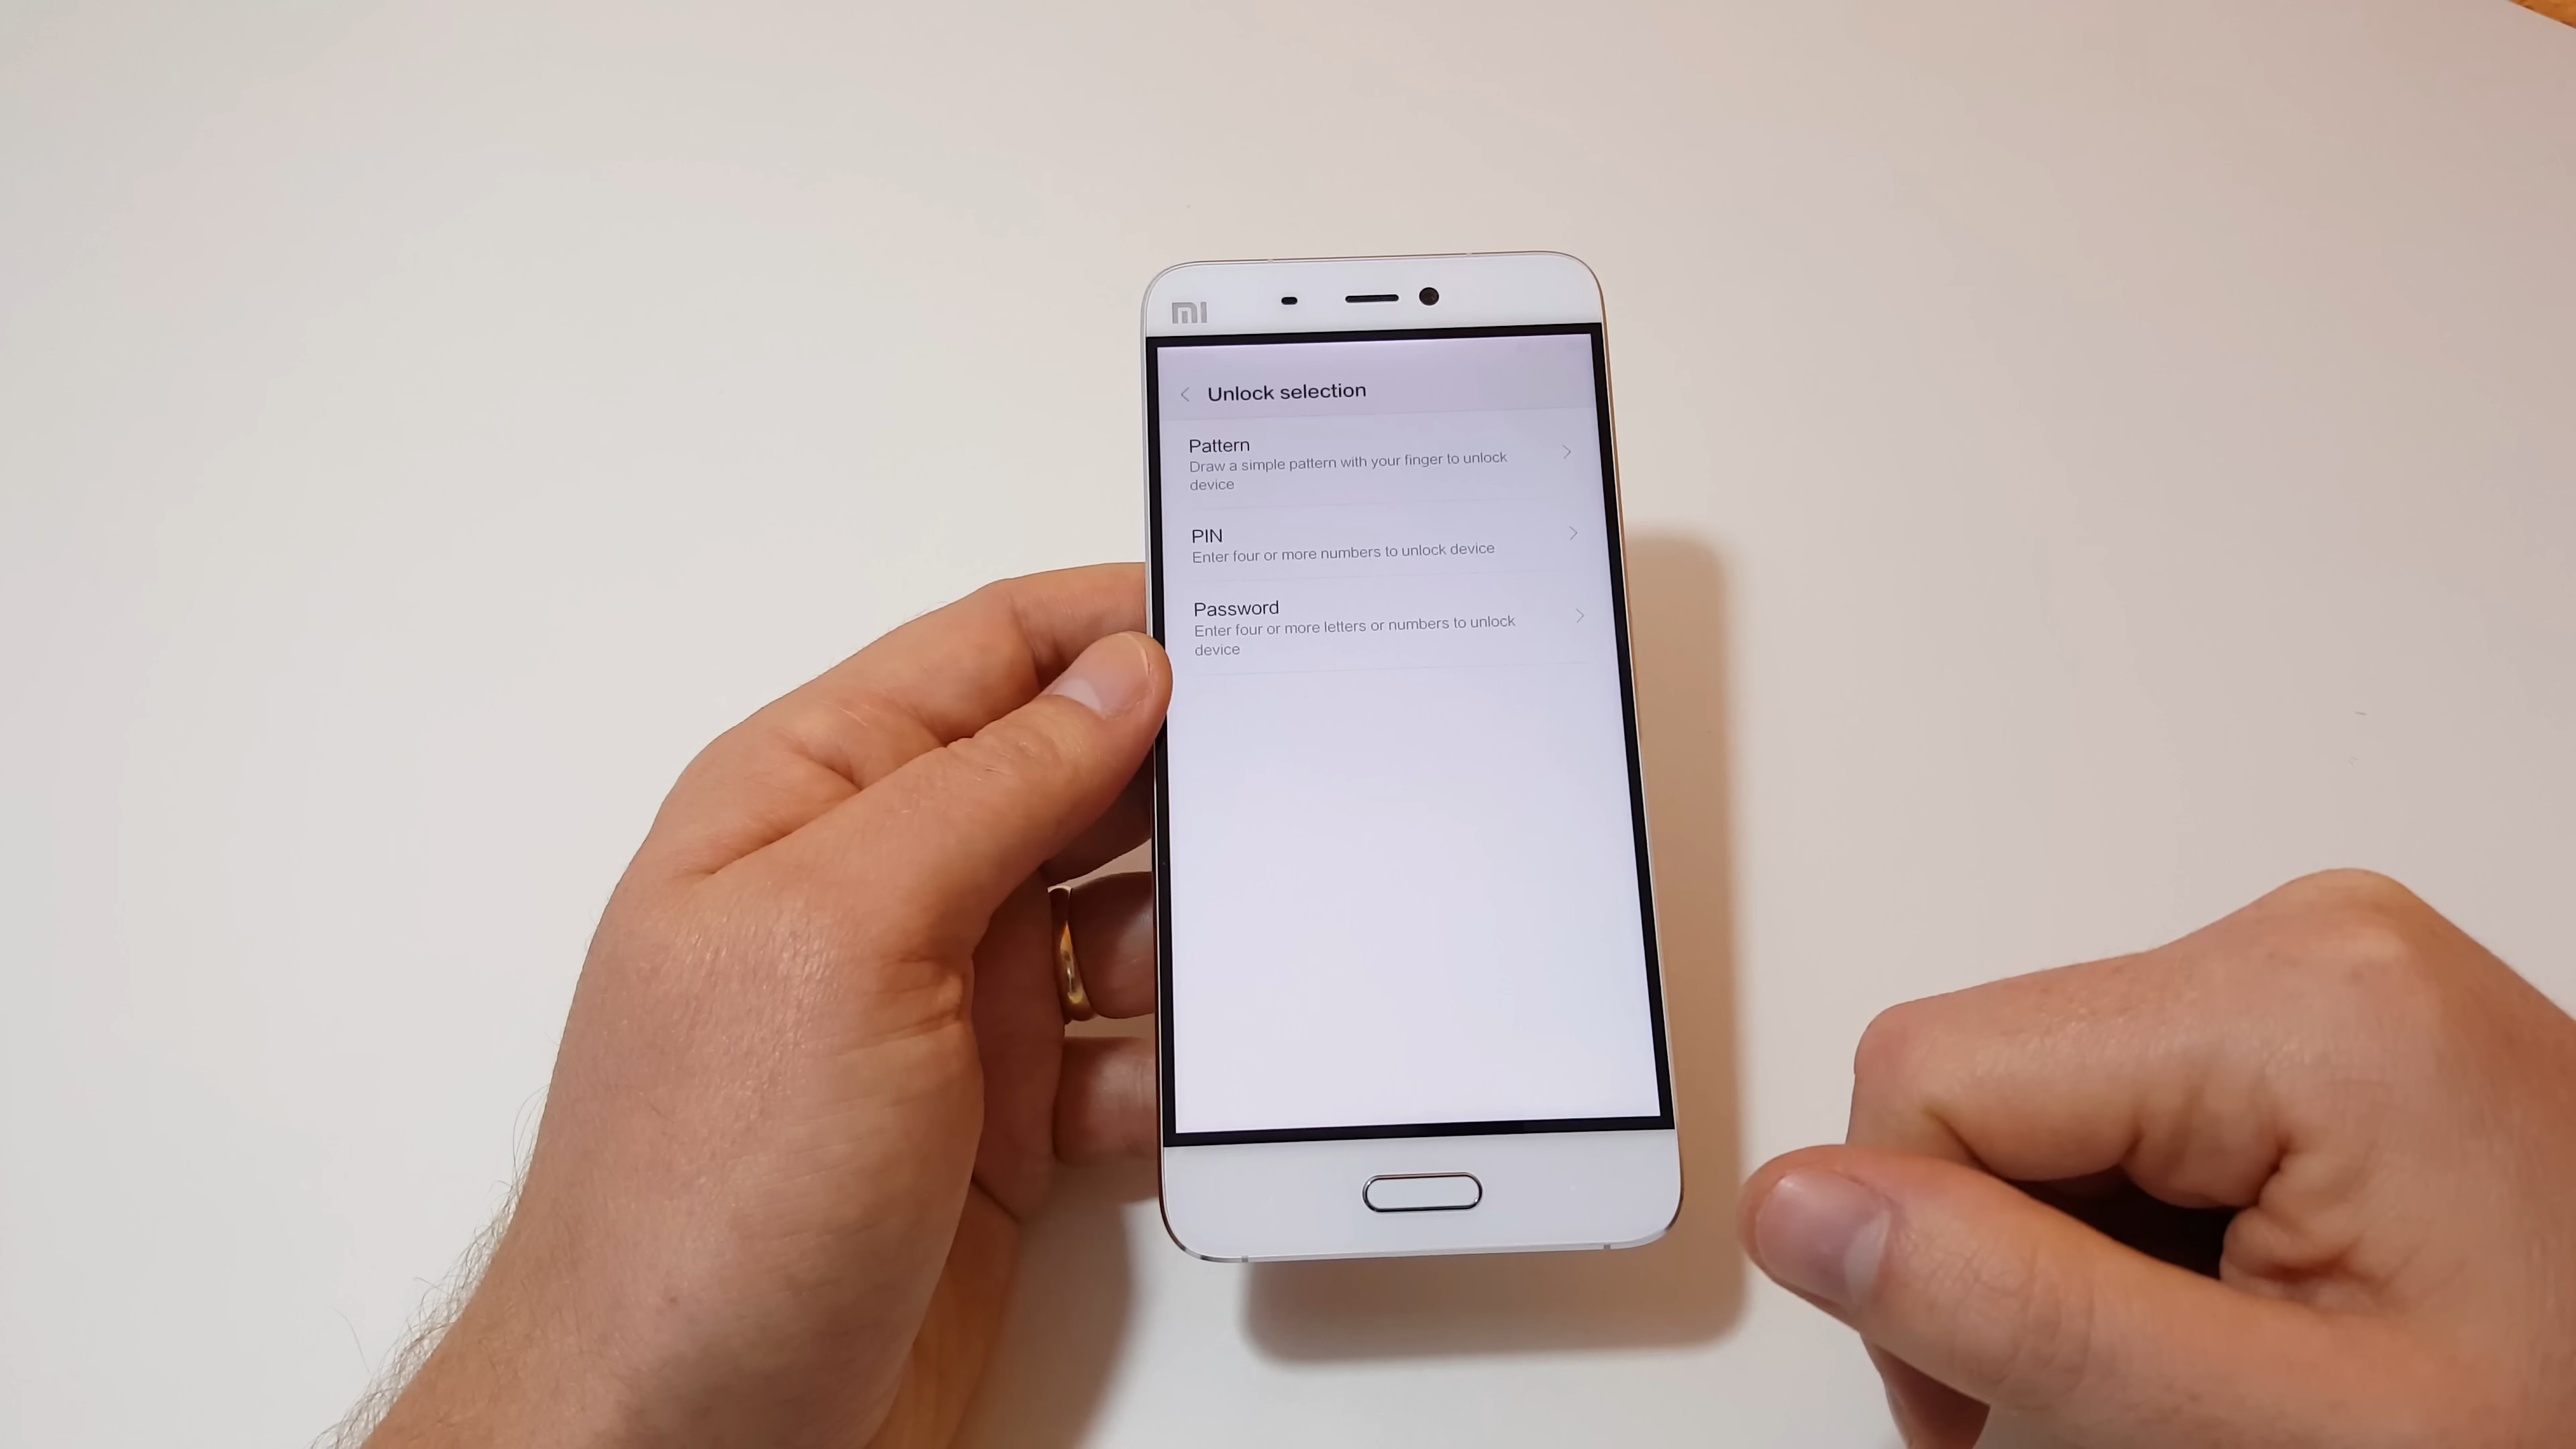 mi
Unlock selection
Pattern
Draw a simple pattern with your finger to unlock
device
PIN
Enter four or more numbers to unlock device
Password
Enter four or more letters or numbers to unlock
device